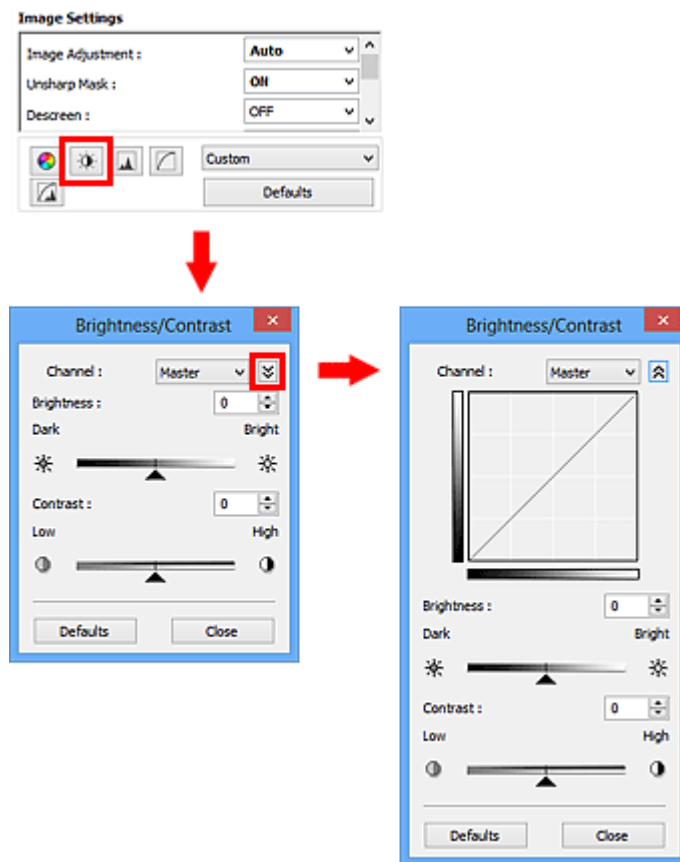 Image Settings
Image Adjustment : Auto
Unsharp Mask : ON
Descreen : OFF
Custom
Defaults
Brightness/Contrast
Channel : Master
Brightness : 0
Dark Bright
Contrast : 0
Low High
Defaults Close
Brightness/Contrast
Channel : Master
Brightness : 0
Dark Bright
Contrast : 0
Low High
Defaults Close